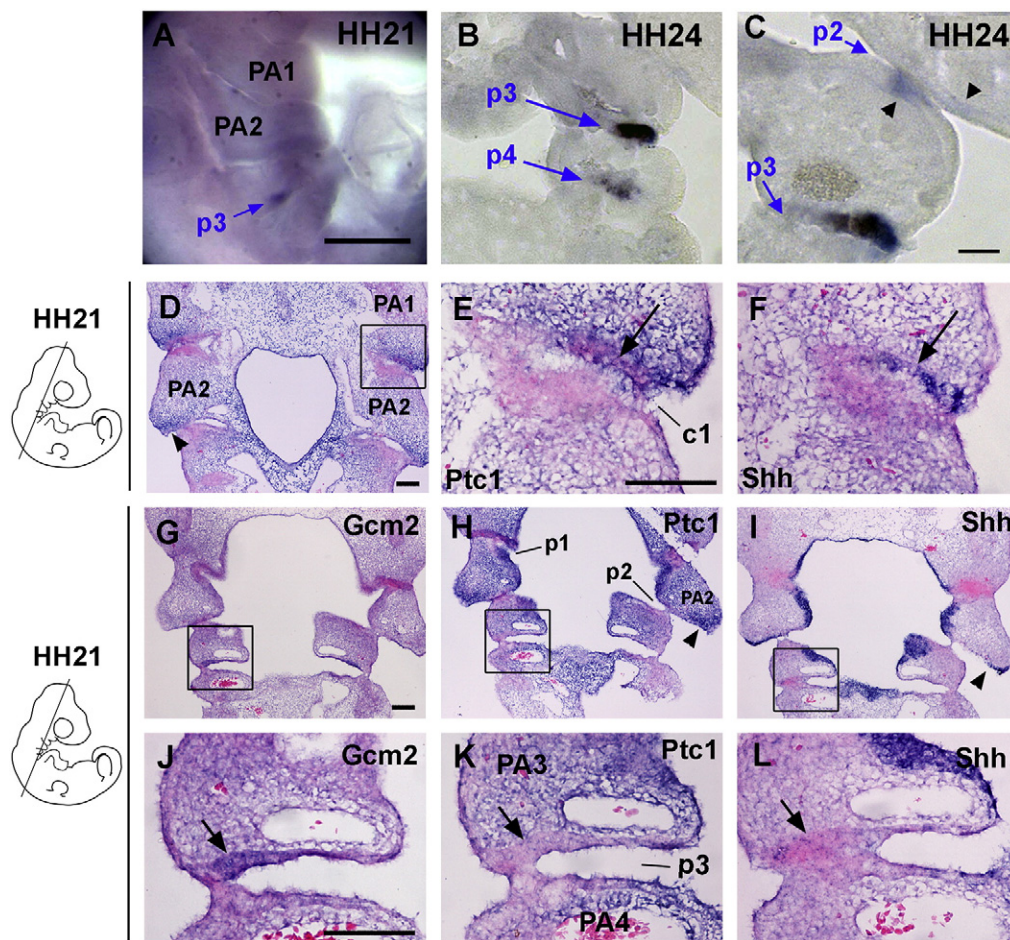 A HH21
PA1
PA2
p3
B HH24
p3
p4
C p2 HH24
p3
HH21
D PA1
PA2
PA2
E
c1
Ptc1
F
Shh
HH21
G Gcm2
H Ptc1
p1
p2
PA2
I Shh
J Gcm2
K Ptc1
PA3
p3
PA4
L Shh